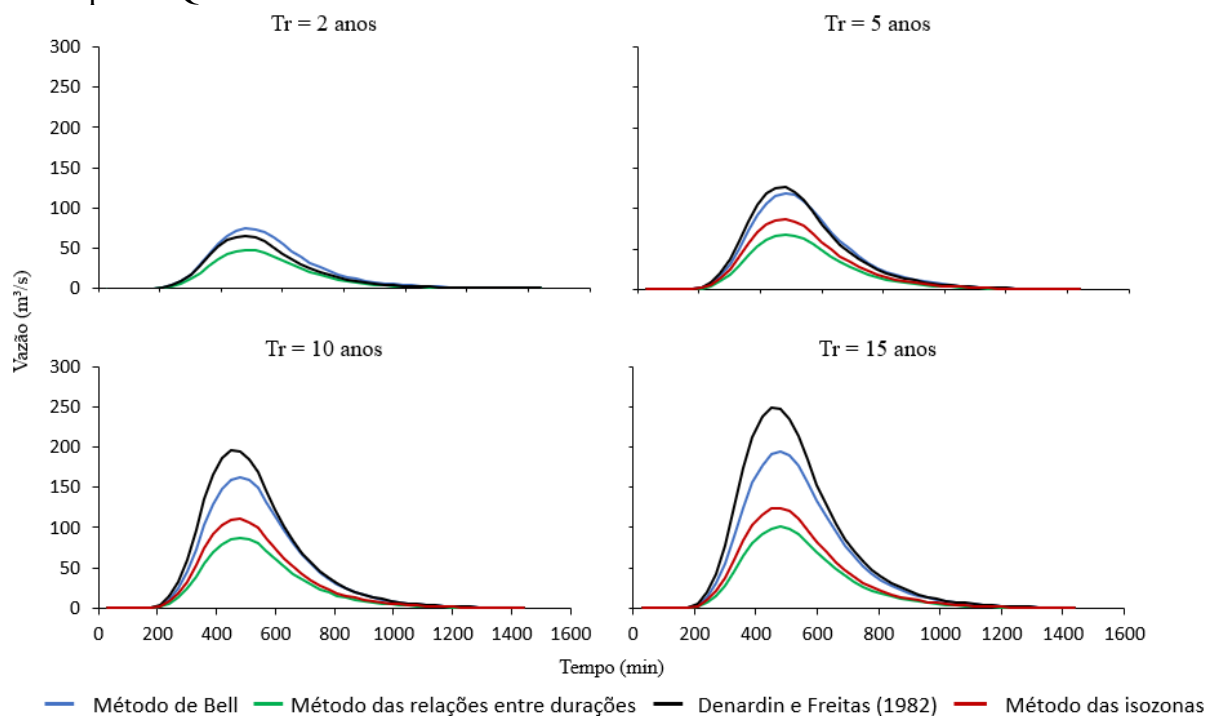 Tr = 2 anos
Tr = 5 anos
300
250
200
150
100
50
0
Vazão (m³/s)
Tr = 10 anos
Tr = 15 anos
300
250
200
150
100
50
0
0 200 400 600 800 1000 1200 1400 1600
0 200 400 600 800 1000 1200 1400 1600
Tempo (min)
Método de Bell Método das relações entre durações Denardin e Freitas (1982) Método das isozonas